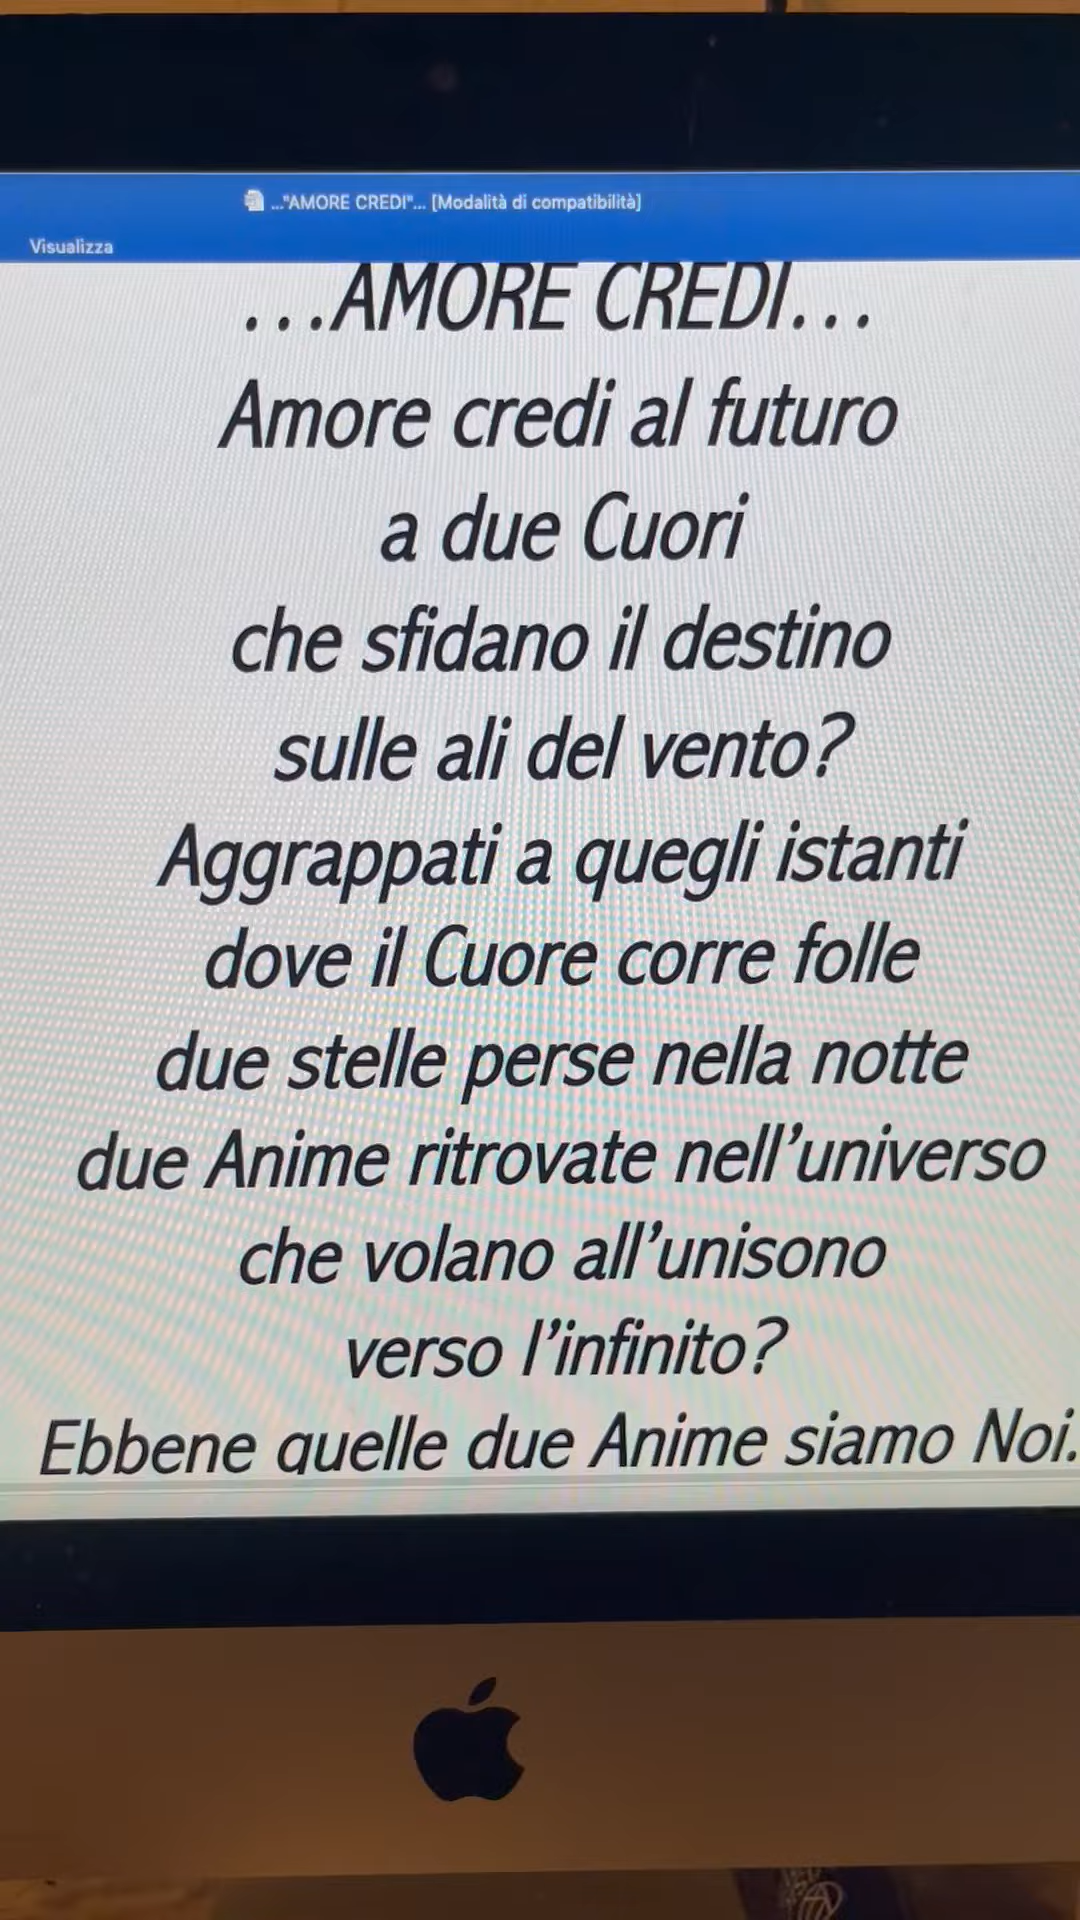 ..."AMORE CREDI"... [Modalità di compatibilità]
Visualizza
...AMORE CREDI...
Amore credi al futuro
a due Cuori
che sfidano il destino
sulle ali del vento?
Aggrappati a quegli istanti
dove il Cuore corre folle
due stelle perse nella notte
due Anime ritrovate nell'universo
che volano all'unisono
verso l'infinito?
Ebbene quelle due Anime siamo Noi.